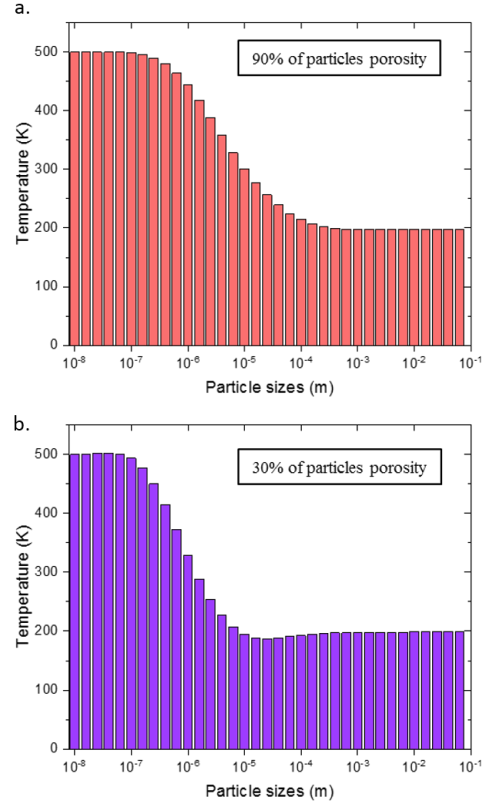 a.
90% of particles porosity
Temperature (K)
500
400
300
200
100
0
10⁻⁸ 10⁻⁷ 10⁻⁶ 10⁻⁵ 10⁻⁴ 10⁻³ 10⁻² 10⁻¹
Particle sizes (m)
b.
30% of particles porosity
Temperature (K)
500
400
300
200
100
0
10⁻⁸ 10⁻⁷ 10⁻⁶ 10⁻⁵ 10⁻⁴ 10⁻³ 10⁻² 10⁻¹
Particle sizes (m)